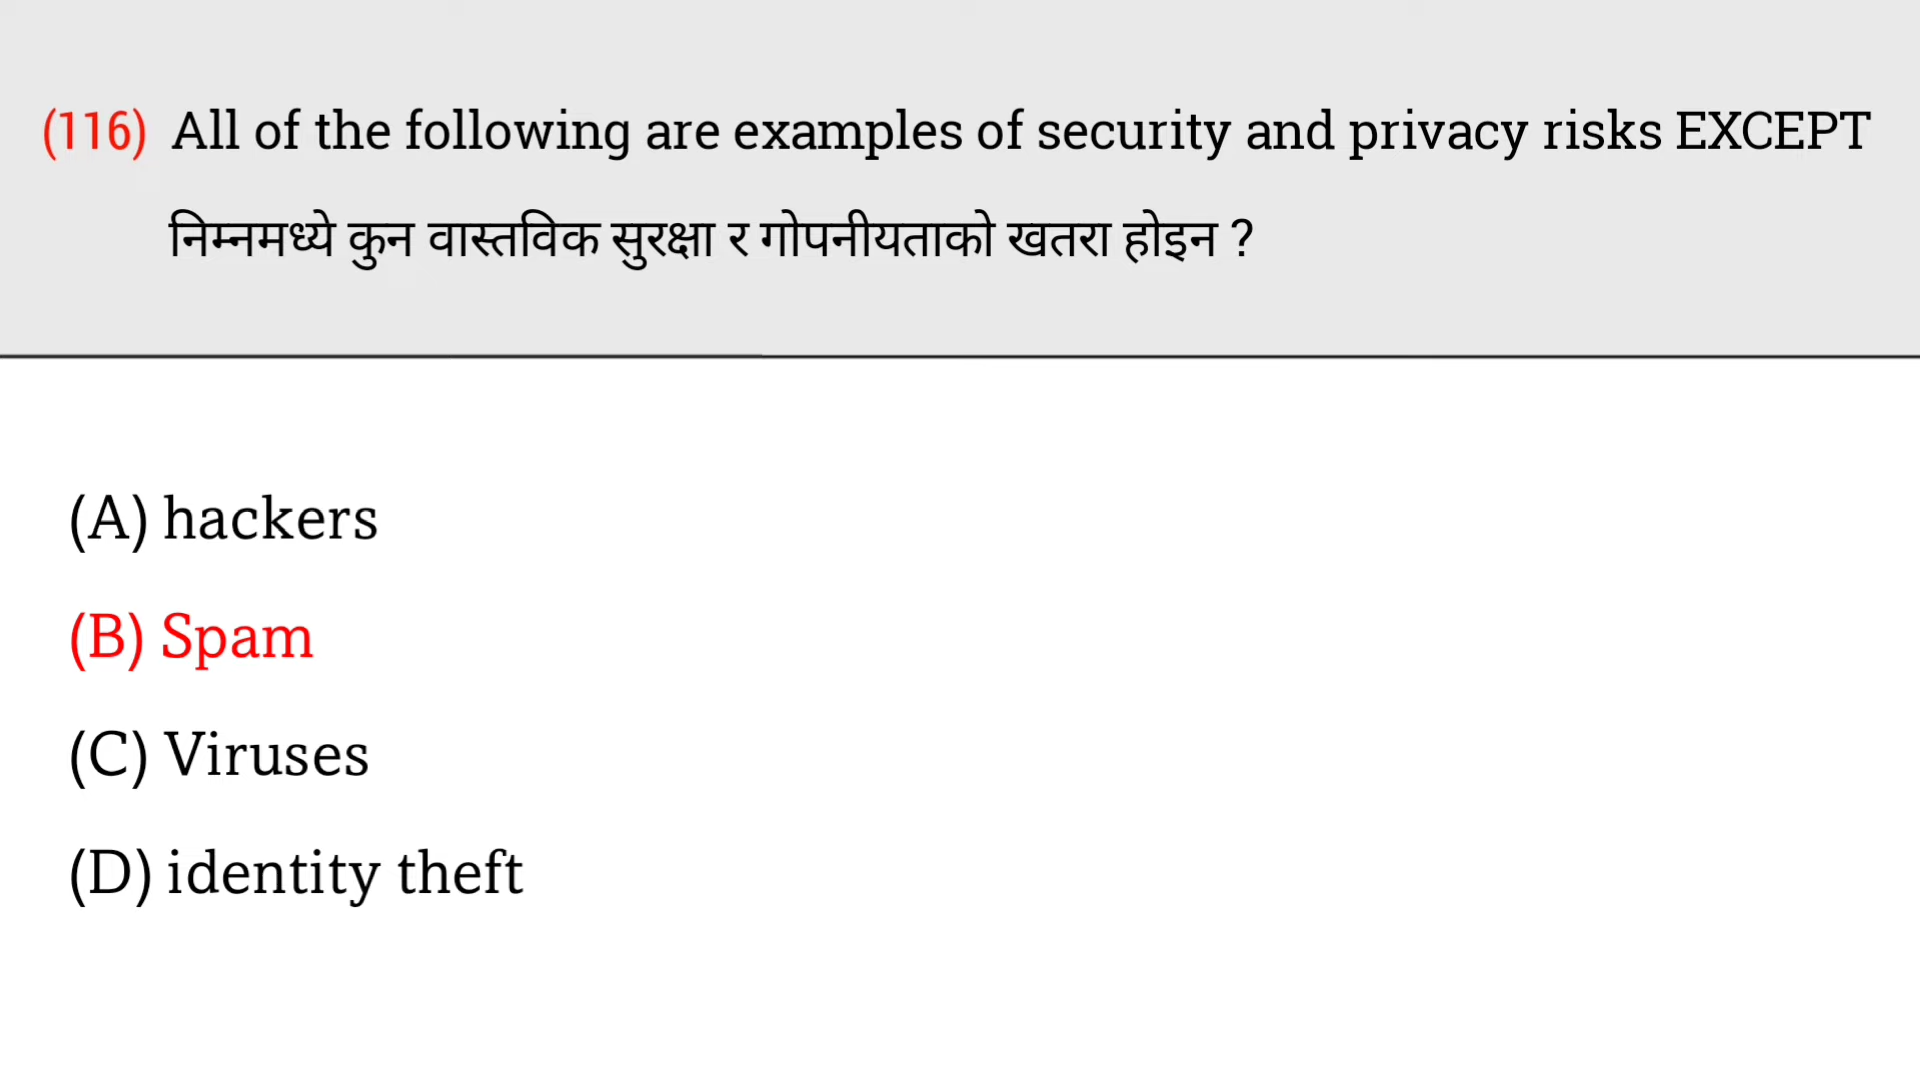 (116) All of the following are examples of security and privacy risks EXCEPT
निम्नमध्ये कुन वास्तविक सुरक्षा र गोपनीयताको खतरा होइन ?
(A) hackers
(B) Spam
(C) Viruses
(D) identity theft